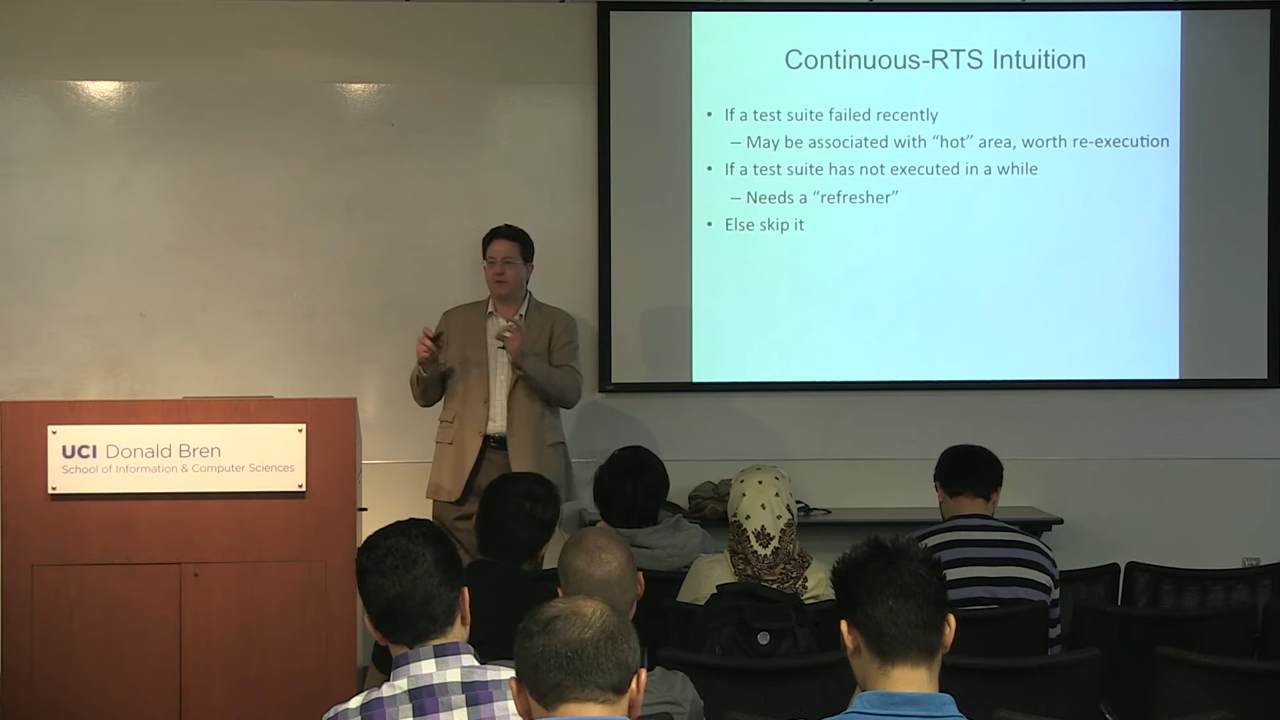 Continuous-RTS Intuition
• If a test suite failed recently
– May be associated with “hot” area, worth re-execution
• If a test suite has not executed in a while
– Needs a “refresher”
• Else skip it
UCI Donald Bren
School of Information & Computer Sciences